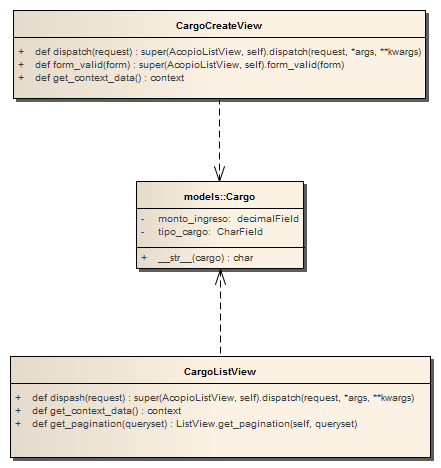 CargoCreateView
+ def dispatch(request) : super(AcopioListView, self).dispatch(request, *args, **kwargs)
+ def form_valid(form) : super(AcopioListView, self).form_valid(form)
+ def get_context_data() : context
models::Cargo
- monto_ingreso: decimalField
- tipo_cargo: CharField
+ __str__(cargo) : char
CargoListView
+ def dispash(request) : super(AcopioListView, self).dispatch(request, *args, **kwargs)
+ def get_context_data() : context
+ def get_pagination(queryset) : ListView.get_pagination(self, queryset)